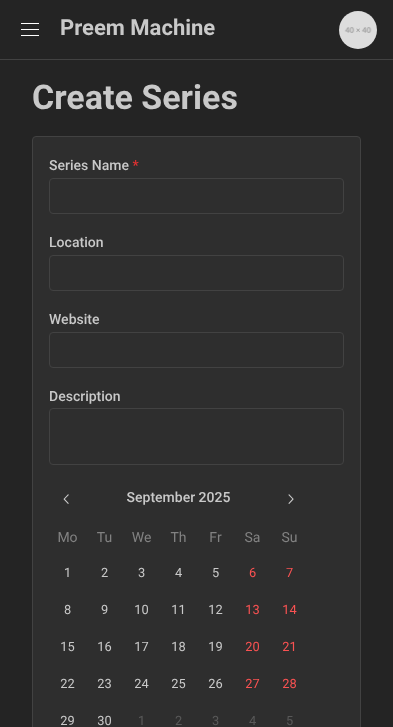 Preem Machine
40 × 40
Create Series
Series Name *
Location
Website
Description
September 2025
Mo Tu We Th Fr Sa Su
1 2 3 4 5 6 7
8 9 10 11 12 13 14
15 16 17 18 19 20 21
22 23 24 25 26 27 28
29 30 1 2 3 4 5